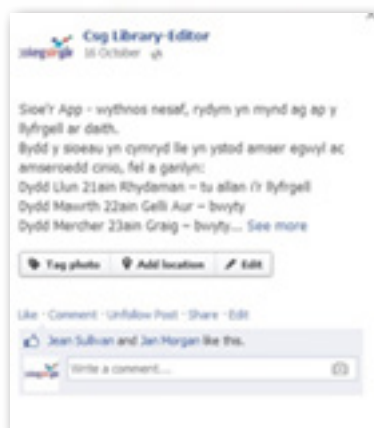 Csg Library-Editor
16 October
Sioe'r App - wythnos nesaf, rydym yn mynd ag ap y
llyfrgell ar daith.
Bydd y sioeau yn cymryd lle yn ystod amser egwyl ac
amseroedd cinio, fel a ganlyn:
Dydd Llun 21ain Rhydaman – tu allan i'r llyfrgell
Dydd Mawrth 22ain Gelli Aur – bwyty
Dydd Mercher 23ain Graig – bwyty... See more
Tag photo Add location Edit
Like · Comment · Unfollow Post · Share · Edit
Jean Sullivan and Jan Morgan like this.
Write a comment...